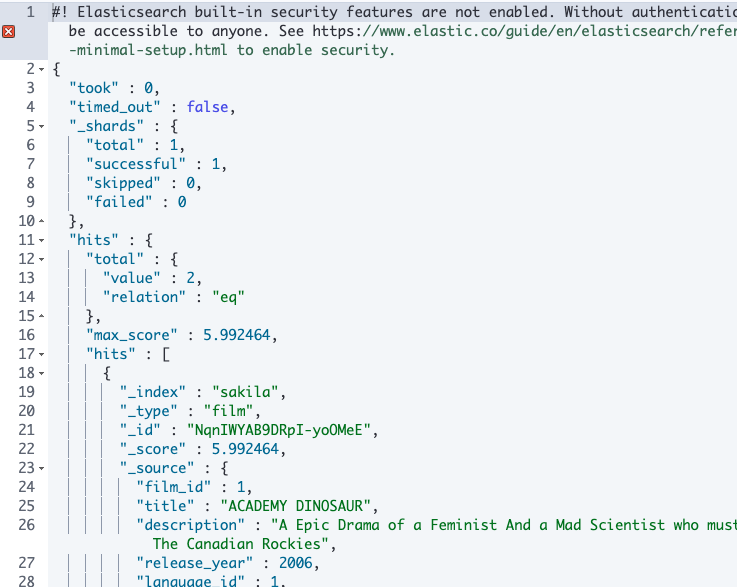 1 #! Elasticsearch built-in security features are not enabled. Without
be accessible to anyone. See https://www.elastic.co/guide/en/elasticsearch/
-minimal-setup.html to enable security.
2 {
3 "took" : 0,
4 "timed_out" : false,
5 "_shards" : {
6 "total" : 1,
7 "successful" : 1,
8 "skipped" : 0,
9 "failed" : 0
10 },
11 "hits" : {
12 "total" : {
13 "value" : 2,
14 "relation" : "eq"
15 },
16 "max_score" : 5.992464,
17 "hits" : [
18 {
19 "_index" : "sakila",
20 "_type" : "film",
21 "_id" : "NqnIWYAB9DRpI-yoOMeE",
22 "_score" : 5.992464,
23 "_source" : {
24 "film_id" : 1,
25 "title" : "ACADEMY DINOSAUR",
26 "description" : "A Epic Drama of a Feminist And a Mad Scientist who must
The Canadian Rockies",
27 "release_year" : 2006,
28 "language_id" : 1,